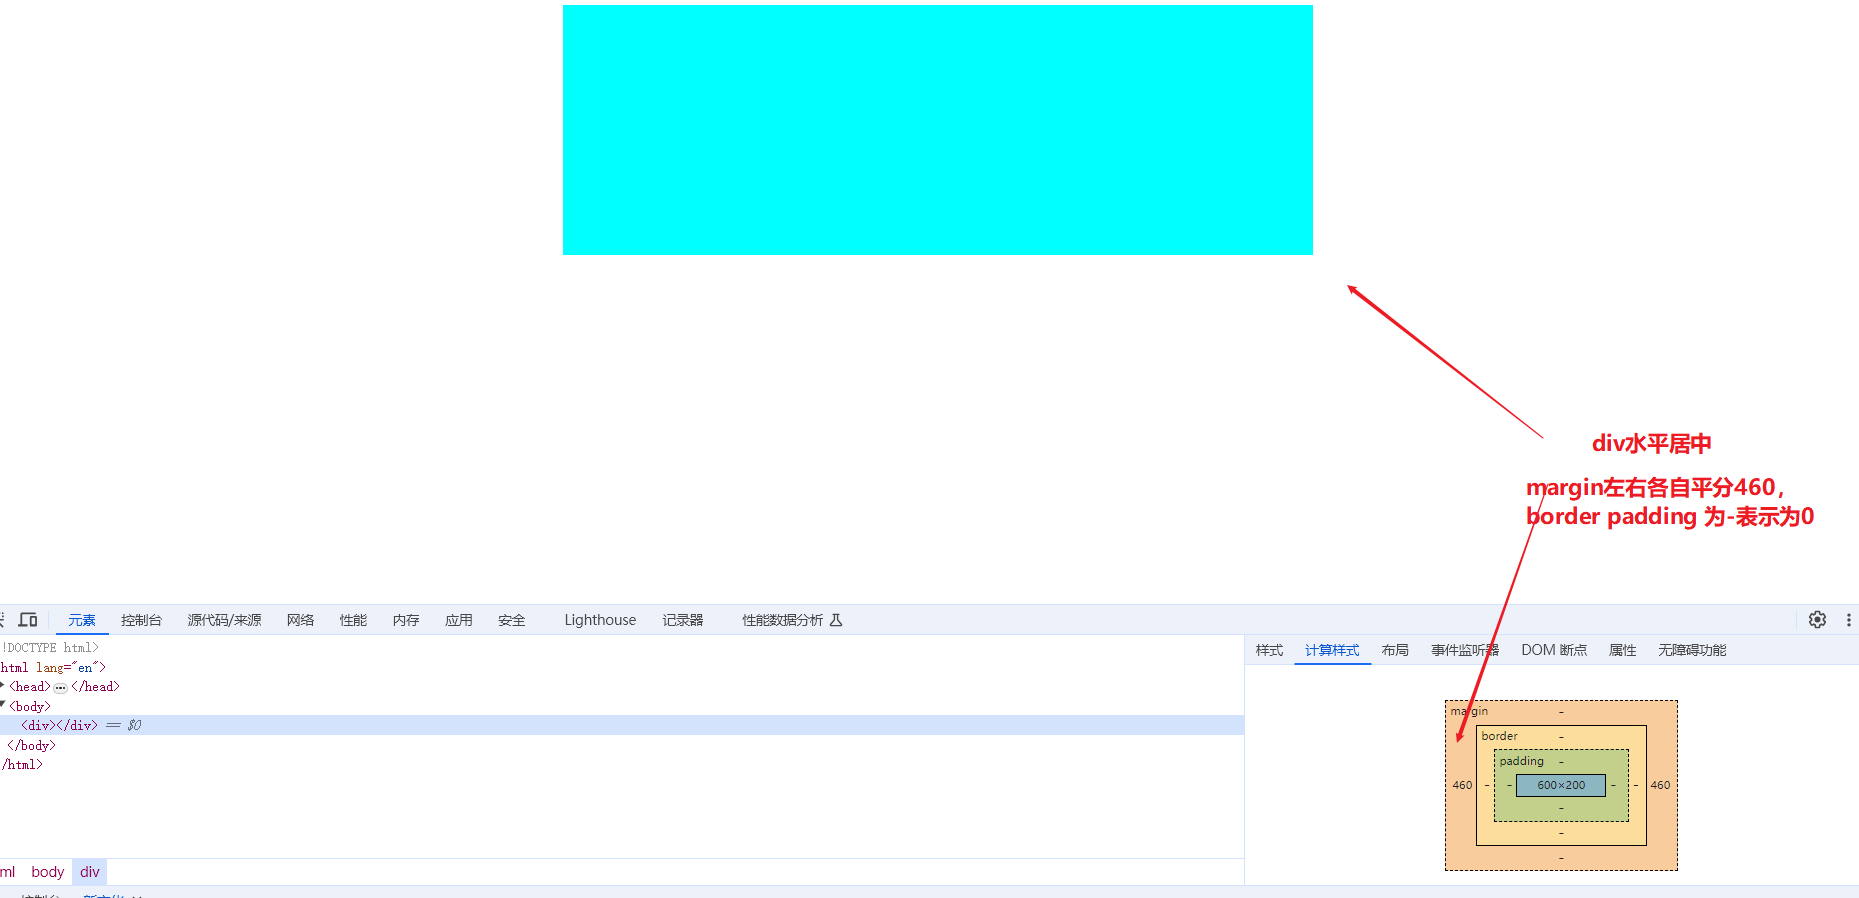 div水平居中
margin左右各自平分460，
border padding 为-表示为0
元素 控制台 源代码/来源 网络 性能 内存 应用 安全 Lighthouse 记录器 性能数据分析
!DOCTYPE html>
html lang="en">
<head> ••• </head>
<body>
<div></div> == $0
</body>
/html>
ml body div
样式 计算样式 布局 事件监听器 DOM 断点 属性 无障碍功能
margin -
border -
padding -
460 - - 600×200 - - 460
-
-
-